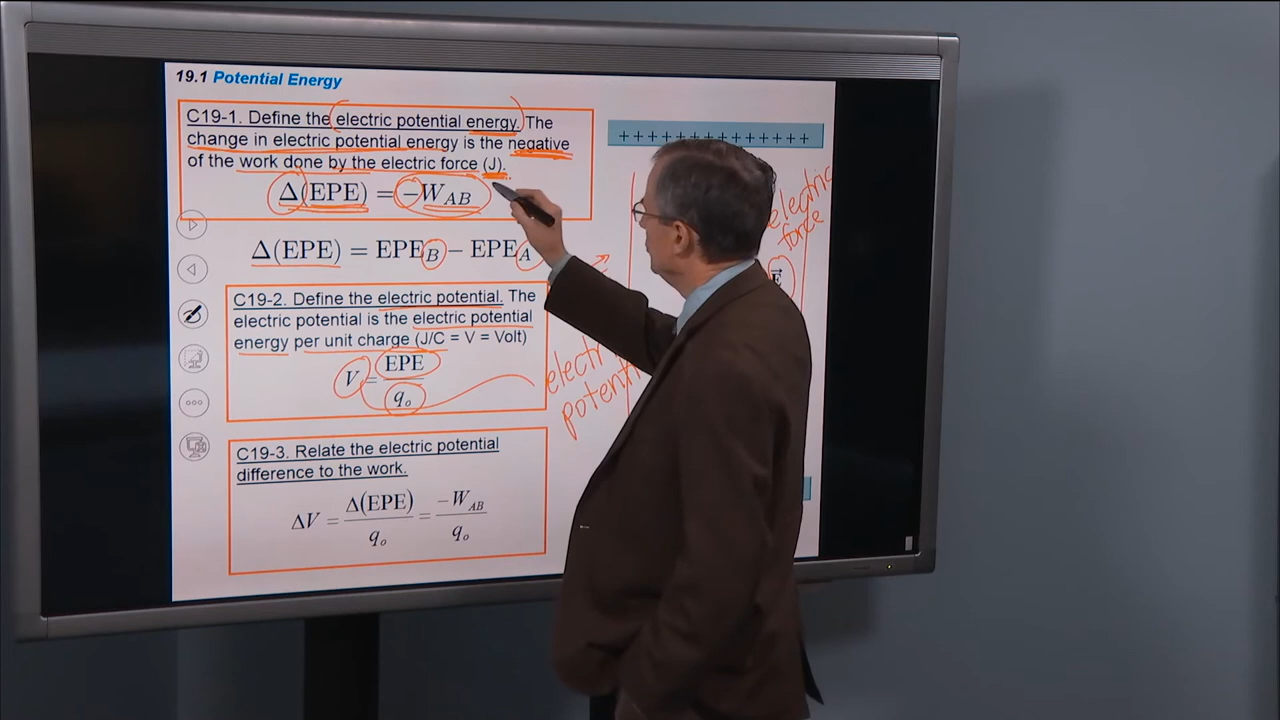 19.1 Potential Energy
C19-1. Define the electric potential energy. The
change in electric potential energy is the negative
of the work done by the electric force (J).
Δ(EPE) = −W_AB
Δ(EPE) = EPE_B − EPE_A
C19-2. Define the electric potential. The
electric potential is the electric potential
energy per unit charge (J/C = V = Volt)
V = EPE / q_o
C19-3. Relate the electric potential
difference to the work.
ΔV = Δ(EPE) / q_o = −W_AB / q_o
+ + + + + + + + + + + + + +
electric
force
E⃗
electri
potenti